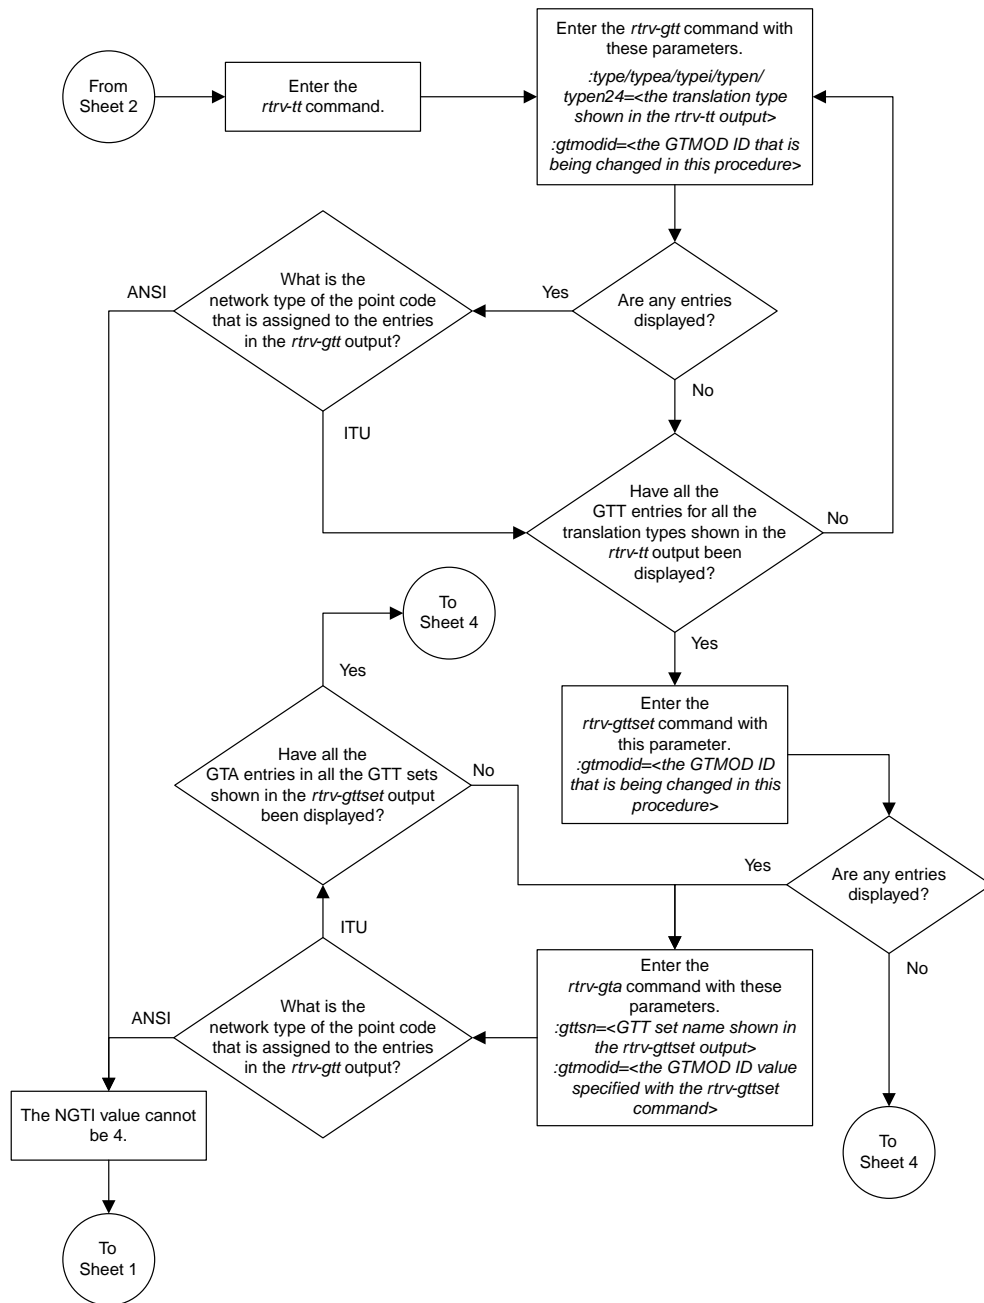 From
Sheet 2
Enter the
rtrv-tt command.
Enter the rtrv-gtt command with
these parameters.
:type/typea/typei/typen/
typen24=<the translation type
shown in the rtrv-tt output>
:gtmodid=<the GTMOD ID that is
being changed in this procedure>
ANSI
What is the
network type of the point code
that is assigned to the entries
in the rtrv-gtt output?
Yes
Are any entries
displayed?
No
ITU
Have all the
GTT entries for all the
translation types shown in the
rtrv-tt output been
displayed?
No
To
Sheet 4
Yes
Yes
Enter the
rtrv-gttset command with
this parameter.
:gtmodid=<the GTMOD ID
that is being changed in this
procedure>
Have all the
GTA entries in all the GTT sets
shown in the rtrv-gttset output
been displayed?
No
Yes
Are any entries
displayed?
ITU
No
ANSI
What is the
network type of the point code
that is assigned to the entries
in the rtrv-gtt output?
Enter the
rtrv-gta command with these
parameters.
:gttsn=<GTT set name shown in
the rtrv-gttset output>
:gtmodid=<the GTMOD ID value
specified with the rtrv-gttset
command>
The NGTI value cannot
be 4.
To
Sheet 4
To
Sheet 1